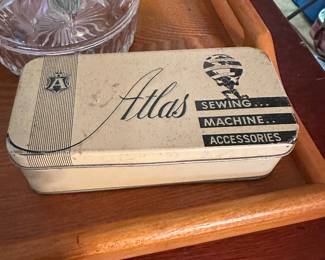 A
Atlas
SEWING...
MACHINE..
ACCESSORIES